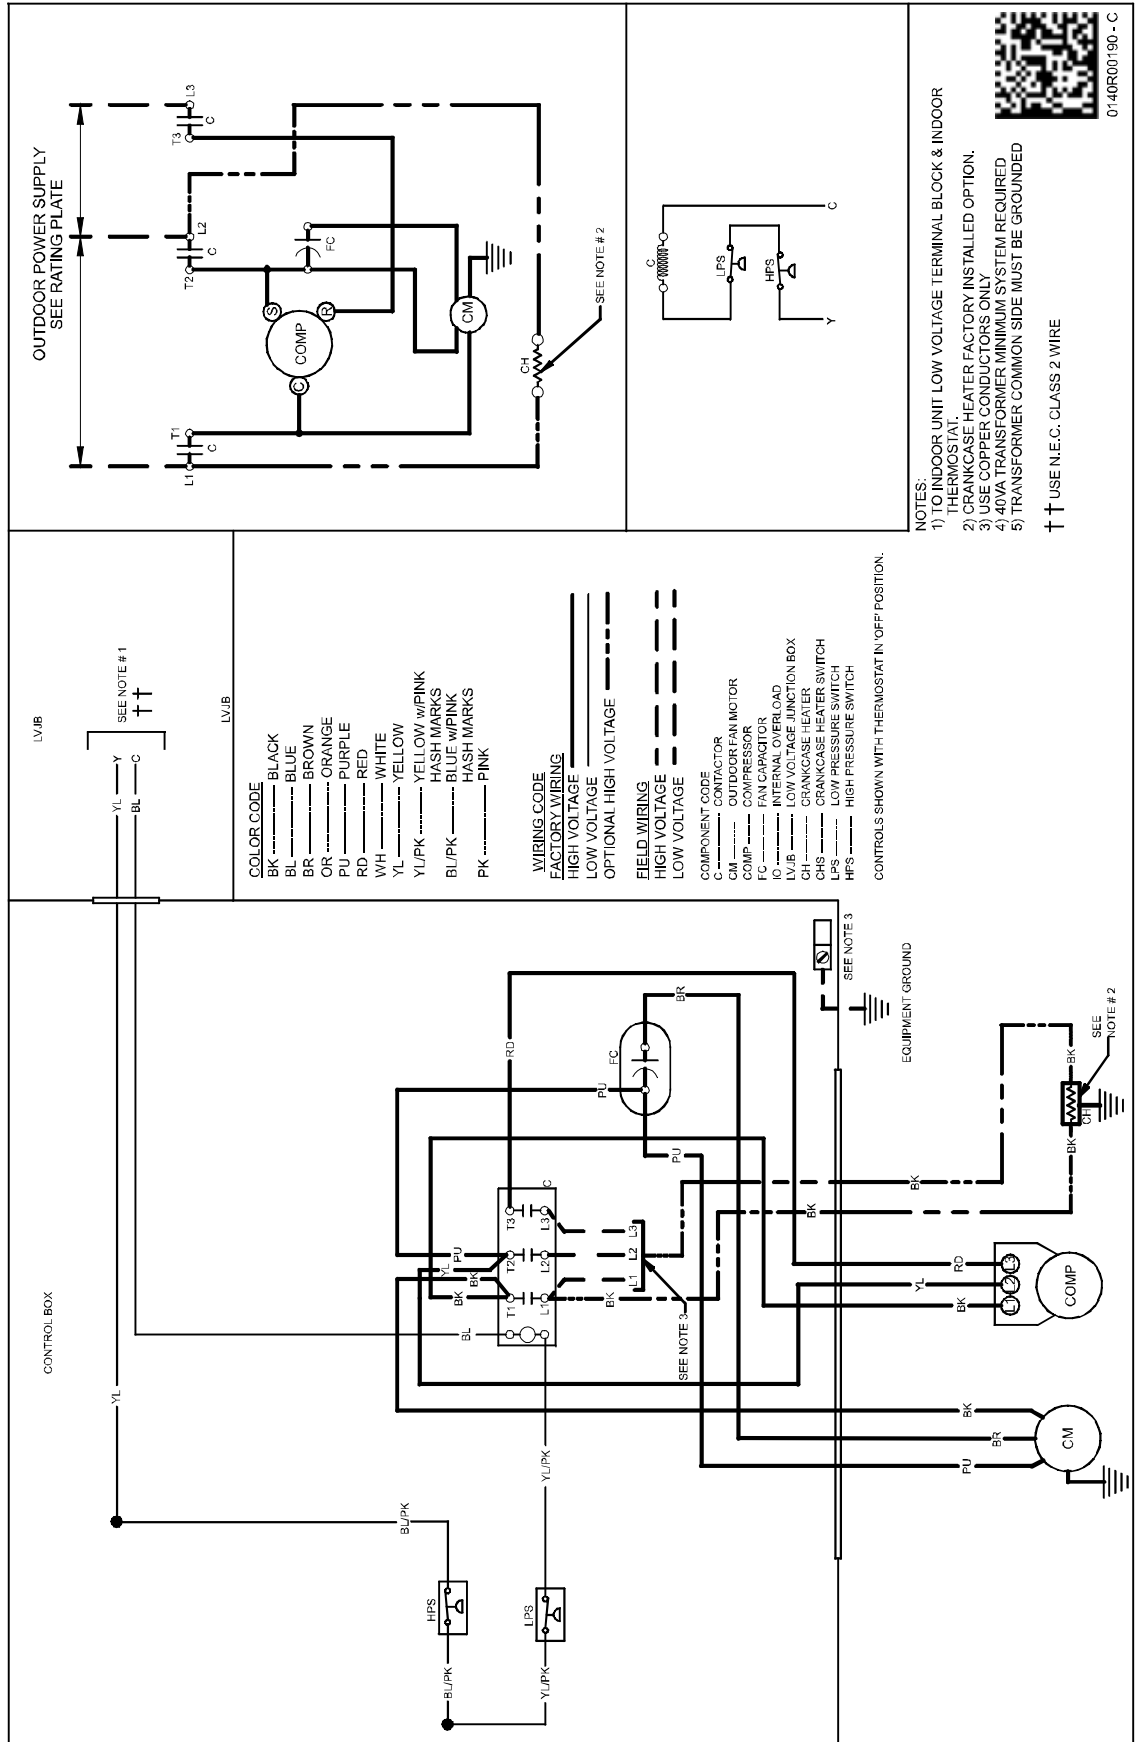 CONTROL BOX
YL
BL/PK
HPS
BL/PK
LPS
YL/PK
YL/PK
BL
T1
T2
T3
L1
L2
L3
C
BK
BK
YL
PU
BK
L1
L2
L3
SEE NOTE 3
RD
PU
FC
BR
PU
BK
BK
SEE NOTE 3
EQUIPMENT GROUND
SEE
NOTE # 2
BK
BK
CH
RD
YL
BK
L1
L2
L3
COMP
BK
BR
PU
CM
LVJB
YL
Y
BL
C
SEE NOTE # 1
††
LVJB
COLOR CODE
BK BLACK
BL BLUE
BR BROWN
OR ORANGE
PU PURPLE
RD RED
WH WHITE
YL YELLOW
YL/PK YELLOW w/PINK
HASH MARKS
BL/PK BLUE w/PINK
HASH MARKS
PK PINK
WIRING CODE
FACTORY WIRING
HIGH VOLTAGE
LOW VOLTAGE
OPTIONAL HIGH VOLTAGE
FIELD WIRING
HIGH VOLTAGE
LOW VOLTAGE
COMPONENT CODE
C CONTACTOR
CM OUTDOOR FAN MOTOR
COMP COMPRESSOR
FC FAN CAPACITOR
IO INTERNAL OVERLOAD
LVJB LOW VOLTAGE JUNCTION BOX
CH CRANKCASE HEATER
CHS CRANKCASE HEATER SWITCH
LPS LOW PRESSURE SWITCH
HPS HIGH PRESSURE SWITCH
CONTROLS SHOWN WITH THERMOSTAT IN 'OFF' POSITION.
OUTDOOR POWER SUPPLY
SEE RATING PLATE
L1
C
T1
T2
C
L2
T3
C
L3
S
R
C
COMP
FC
CM
CH
SEE NOTE # 2
C
LPS
HPS
Y
C
NOTES:
1) TO INDOOR UNIT LOW VOLTAGE TERMINAL BLOCK & INDOOR
THERMOSTAT.
2) CRANKCASE HEATER FACTORY INSTALLED OPTION.
3) USE COPPER CONDUCTORS ONLY
4) 40VA TRANSFORMER MINIMUM SYSTEM REQUIRED
5) TRANSFORMER COMMON SIDE MUST BE GROUNDED
†† USE N.E.C. CLASS 2 WIRE
0140R00190 - C